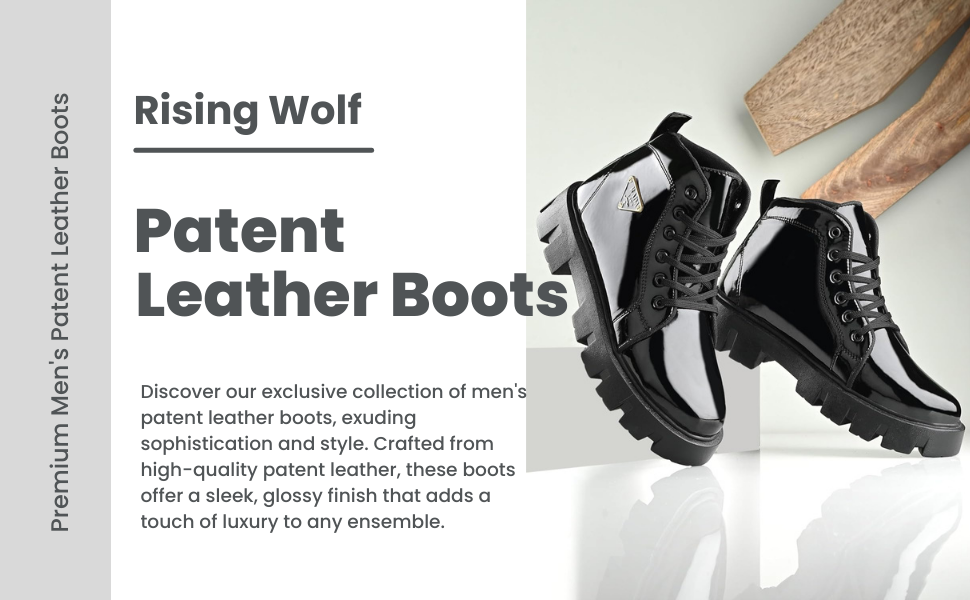 Premium Men's Patent Leather Boots
Rising Wolf
Patent
Leather Boots
Discover our exclusive collection of men's
patent leather boots, exuding
sophistication and style. Crafted from
high-quality patent leather, these boots
offer a sleek, glossy finish that adds a
touch of luxury to any ensemble.